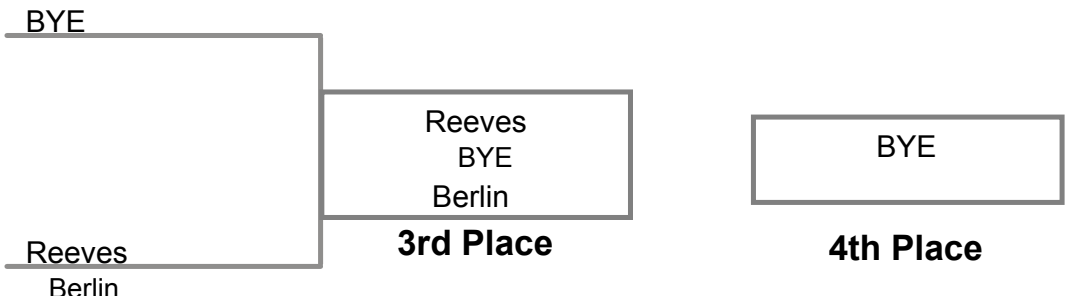 BYE
Reeves
BYE
Berlin
3rd Place
BYE
4th Place
Reeves
Berlin